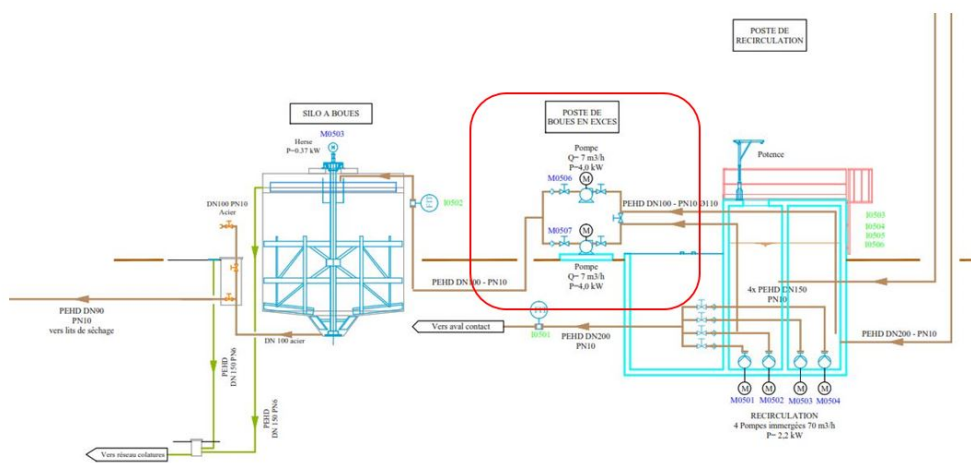 POSTE DE
RECIRCULATION
SILO A BOUES
M0503
Herse
P=0.37 kW
POSTE DE
BOUES EN EXCES
Pompe
Q= 7 m3/h
P=4,0 kW
M0506
M
Potence
DN100 PN10
Acier
FIT
I0502
PEHD DN100 - PN10
J110
I0503
I0504
I0505
I0506
M0507
M
PEHD DN100 - PN10
Pompe
Q= 7 m3/h
P=4,0 kW
4x PEHD DN150
PN10
PEHD DN90
PN10
vers lits de séchage
Vers aval contact
I0501
PEHD DN200
PN10
PEHD DN200 - PN10
DN 100 acier
PEHD
DN 150 PN6
PEHD
DN 150 PN6
M
M
M
M
M0501
M0502
M0503
M0504
RECIRCULATION
4 Pompes immergées 70 m3/h
P= 2,2 kW
Vers réseau colatures